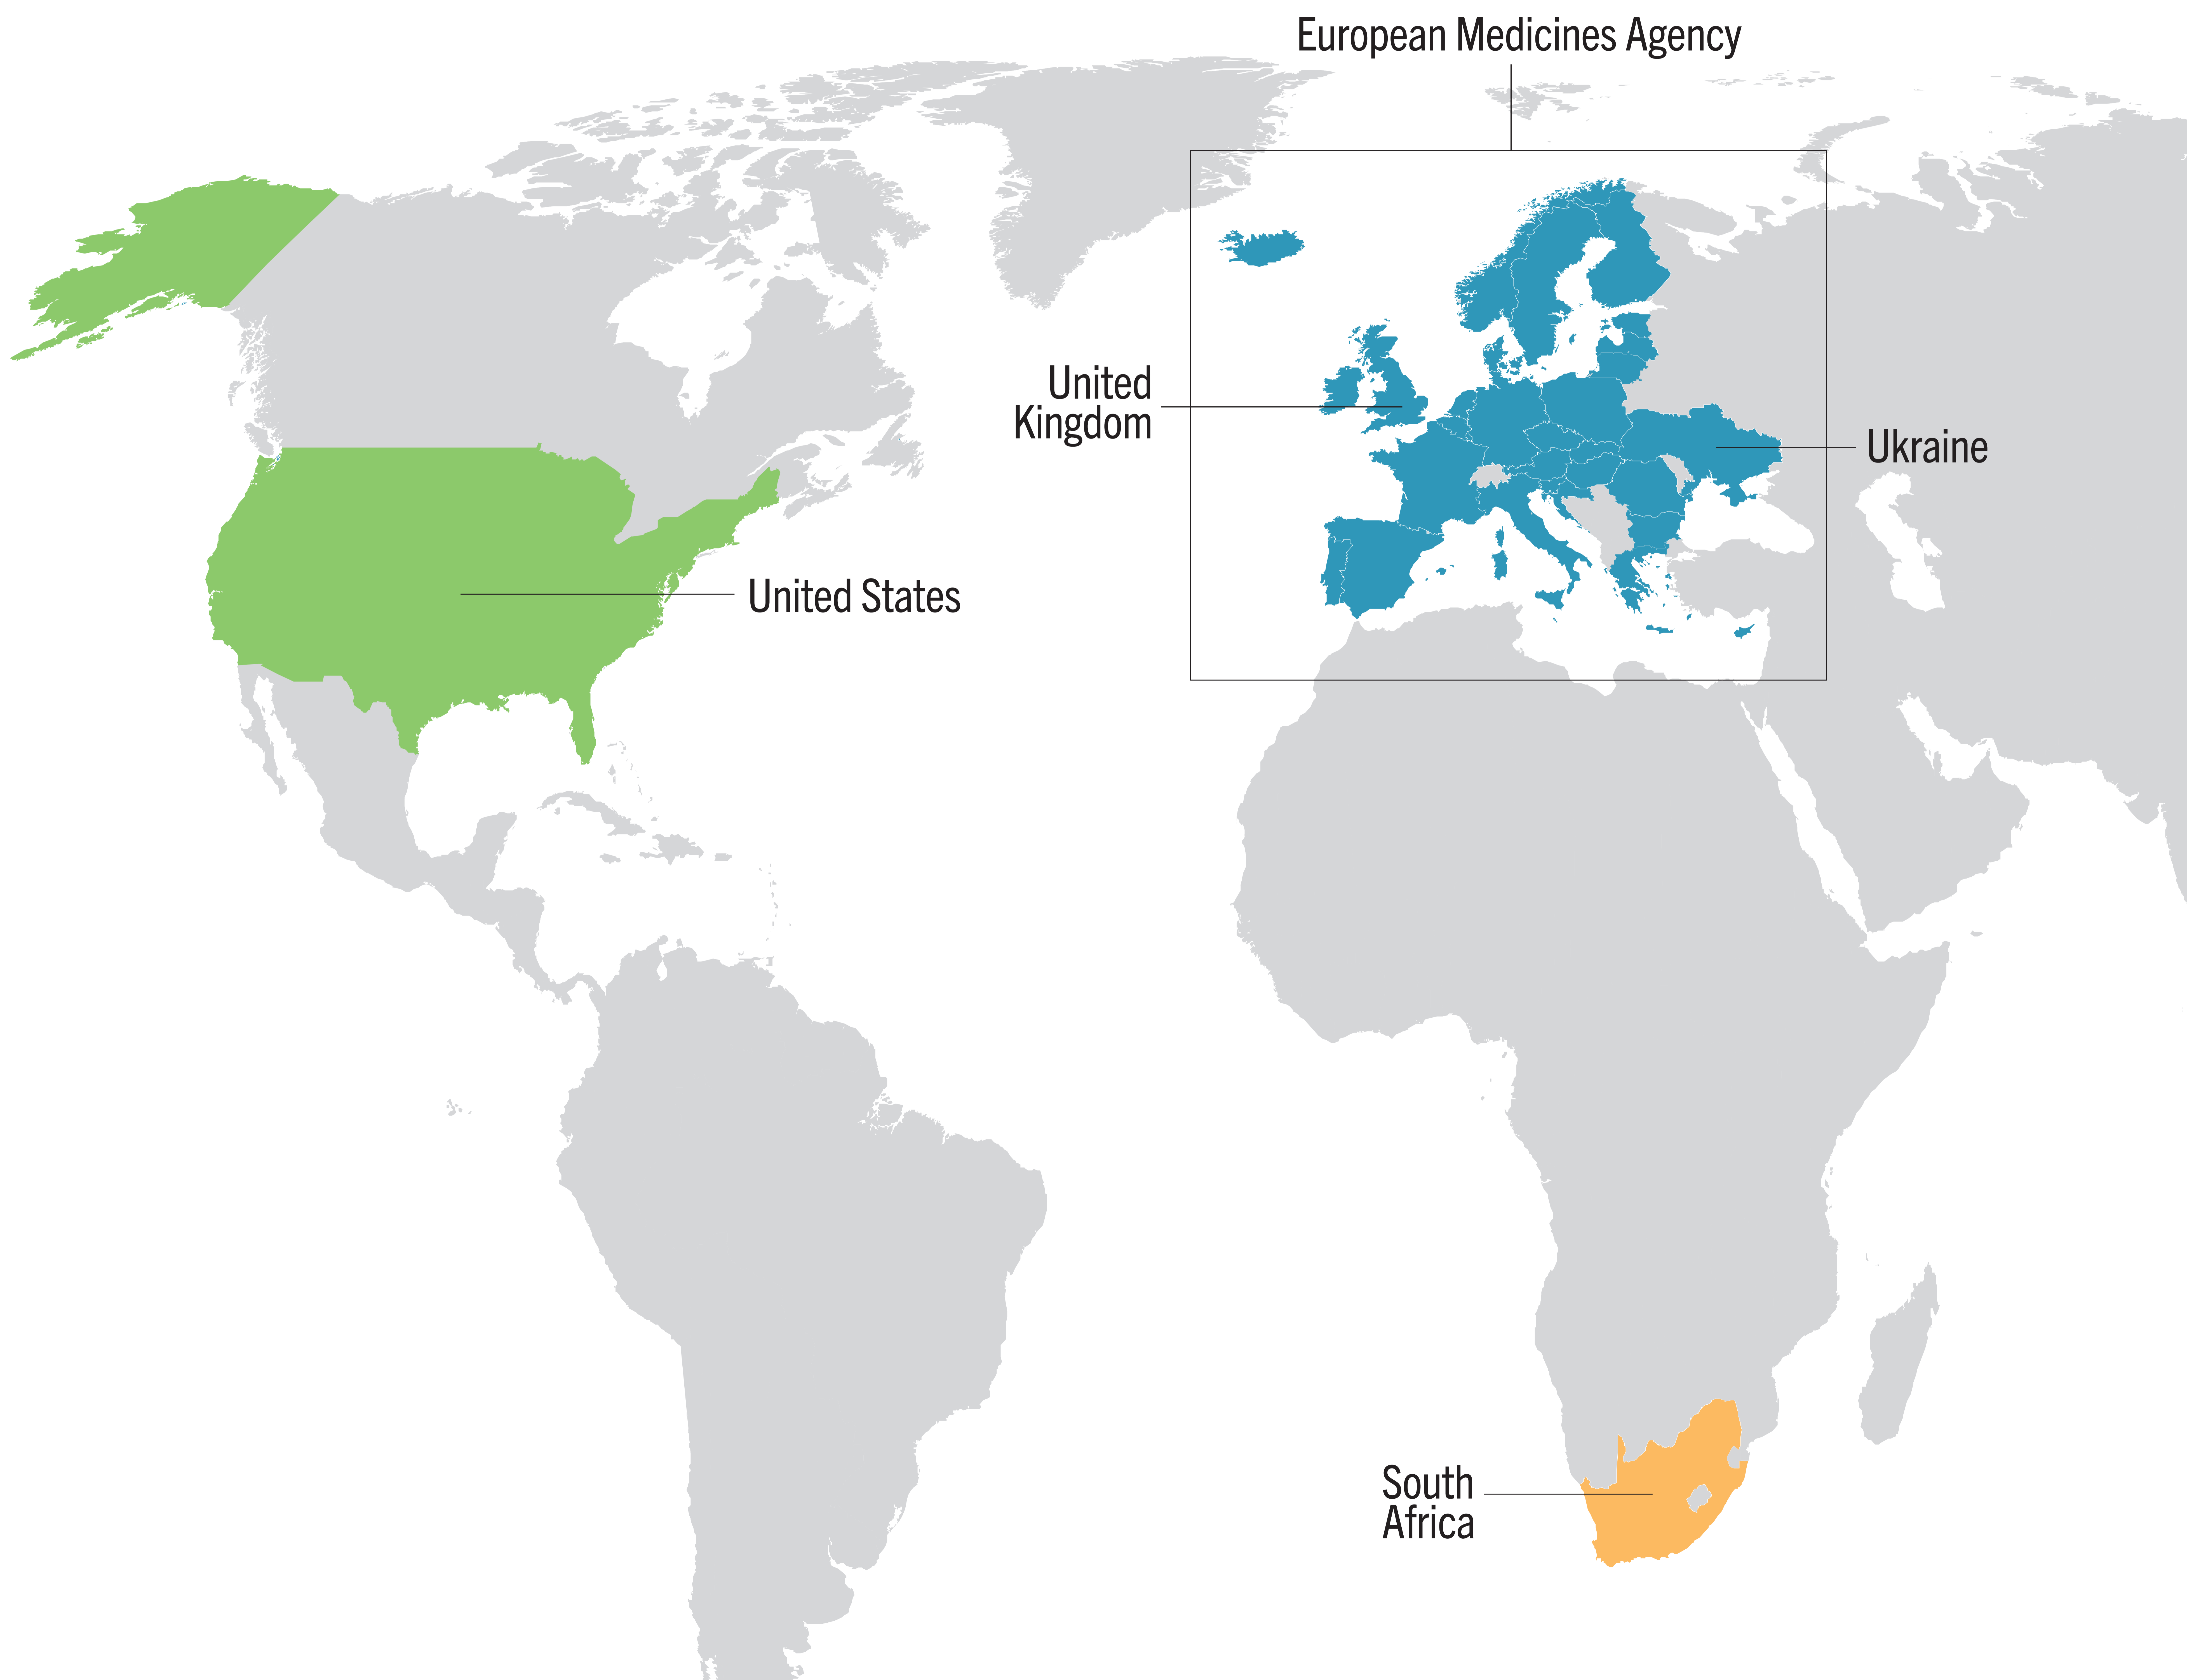 European Medicines Agency
United
Kingdom
Ukraine
United States
South
Africa